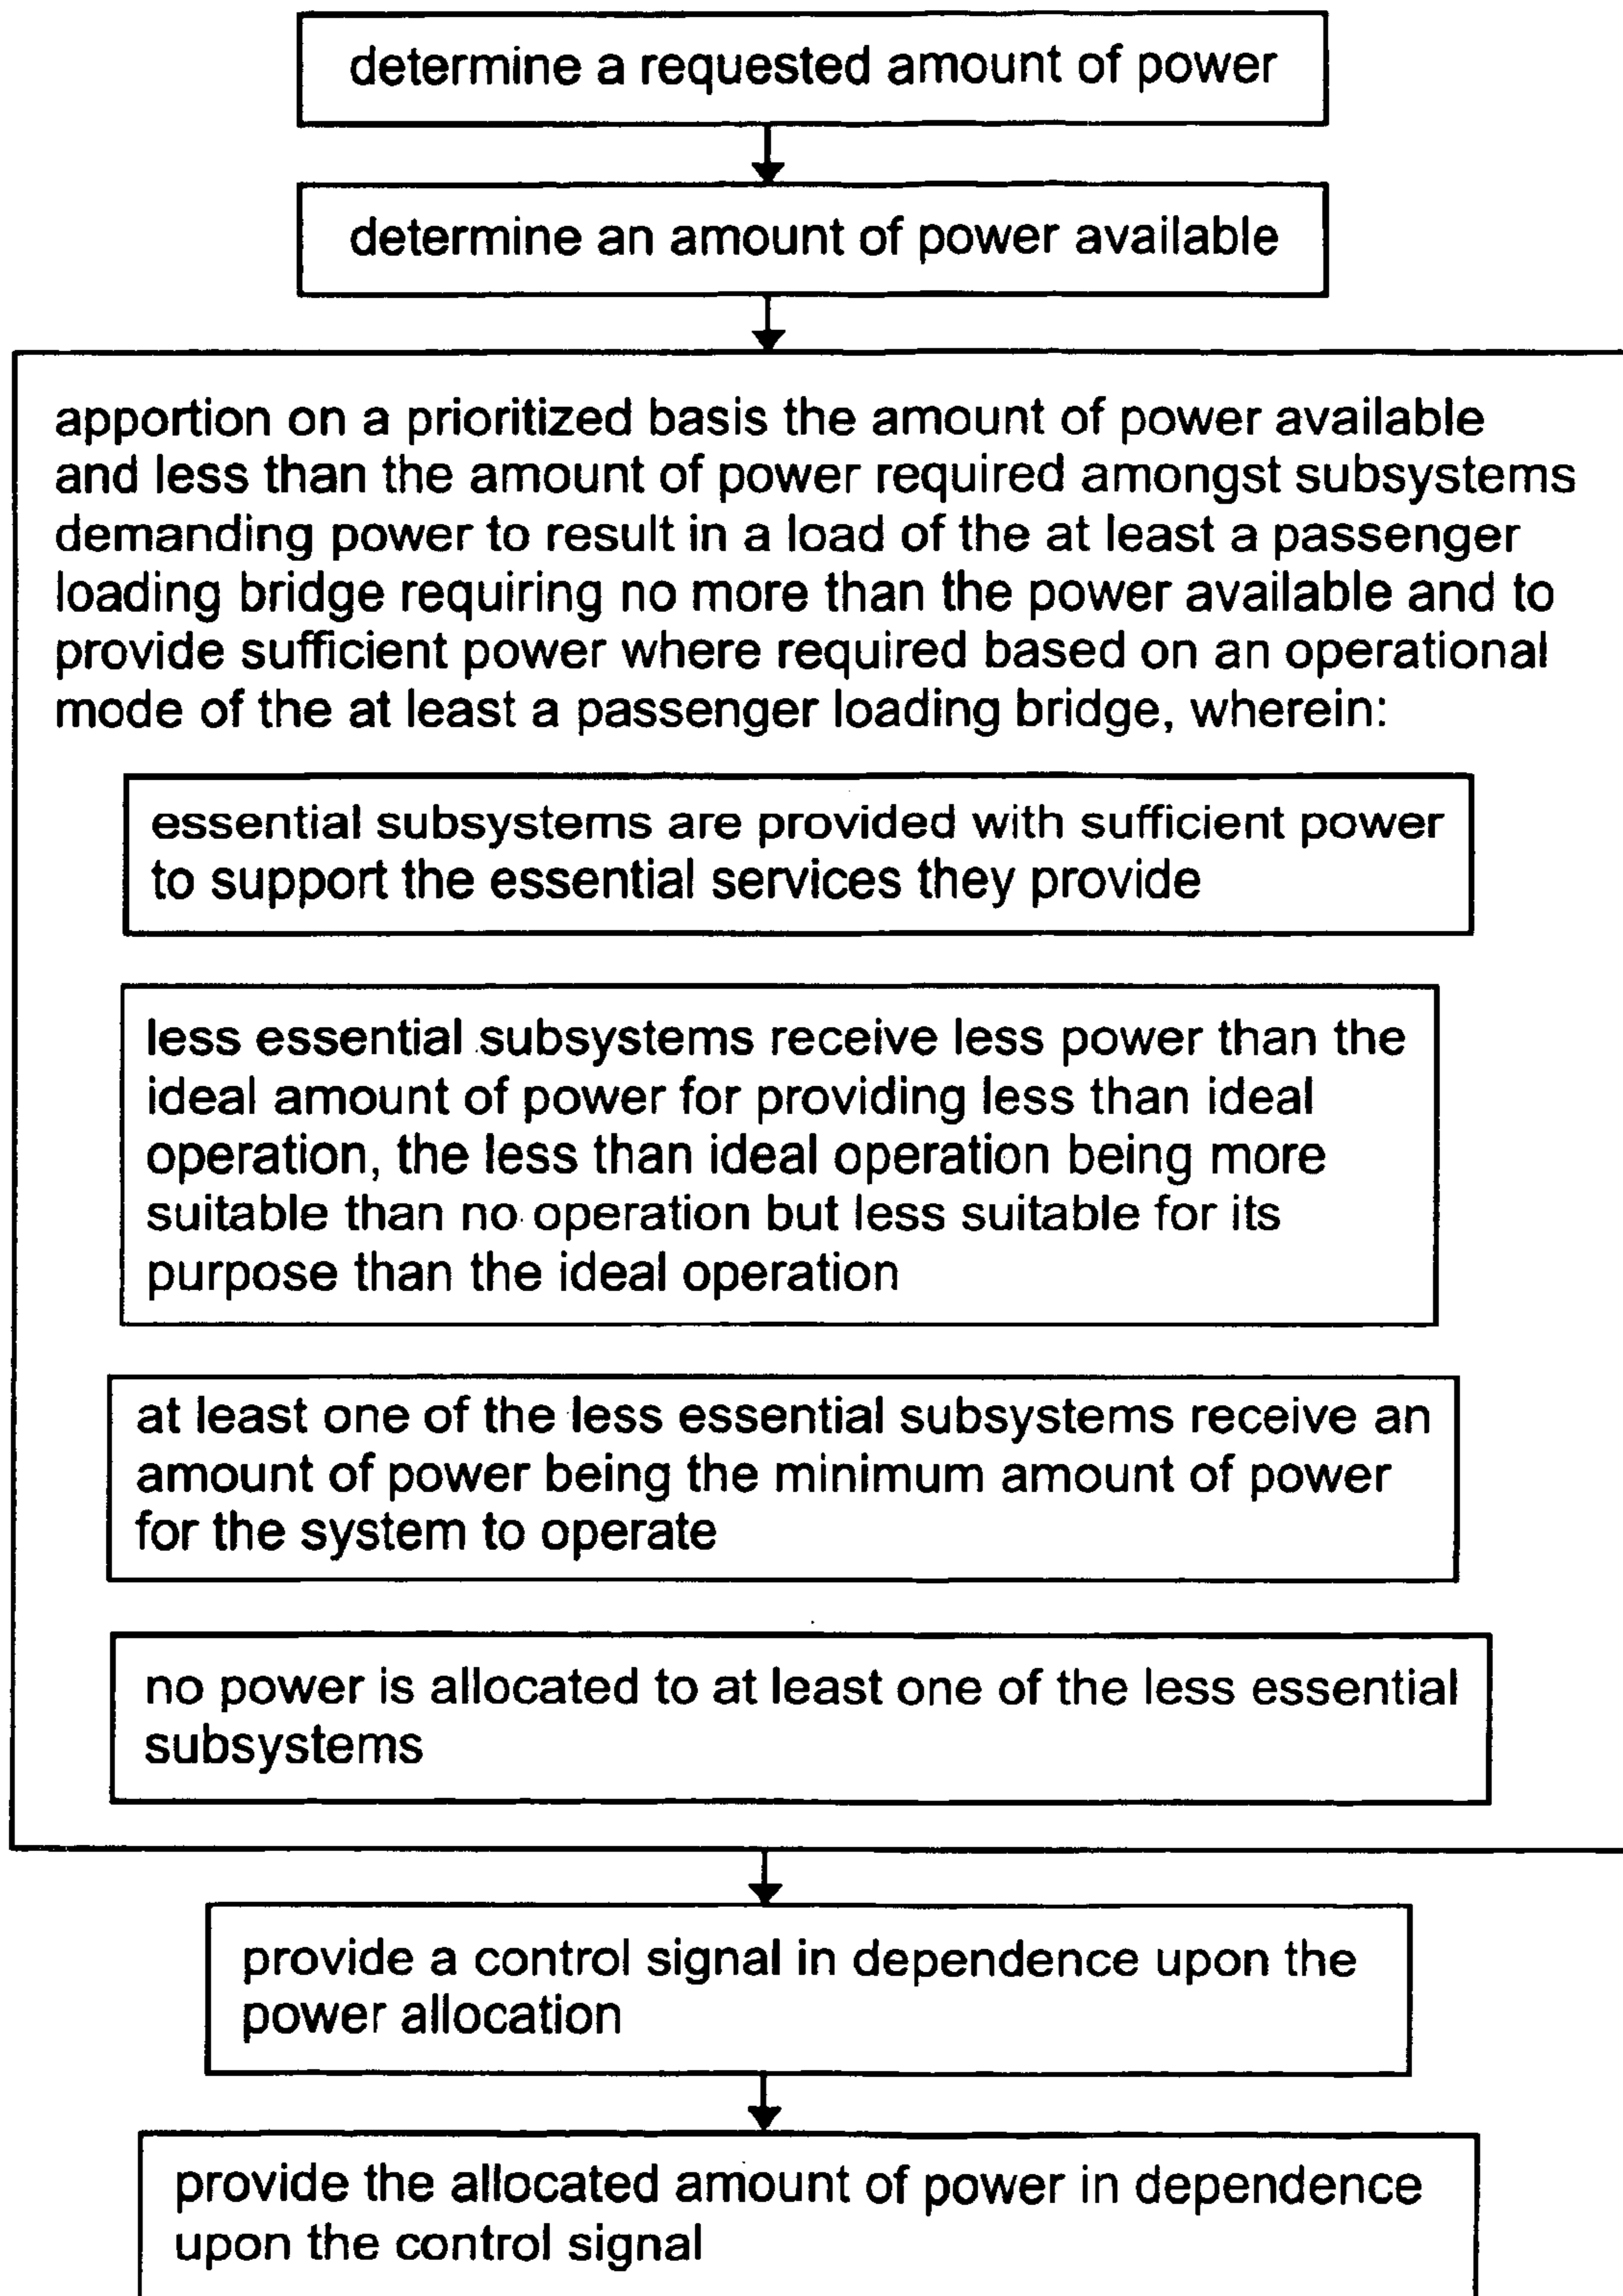 determine a requested amount of power
determine an amount of power available
apportion on a prioritized basis the amount of power available
and less than the amount of power required amongst subsystems
demanding power to result in a load of the at least a passenger
loading bridge requiring no more than the power available and to
provide sufficient power where required based on an operational
mode of the at least a passenger loading bridge, wherein:
essential subsystems are provided with sufficient power
to support the essential services they provide
less essential subsystems receive less power than the
ideal amount of power for providing less than ideal
operation, the less than ideal operation being more
suitable than no operation but less suitable for its
purpose than the ideal operation
at least one of the less essential subsystems receive an
amount of power being the minimum amount of power
for the system to operate
no power is allocated to at least one of the less essential
subsystems
provide a control signal in dependence upon the
power allocation
provide the allocated amount of power in dependence
upon the control signal